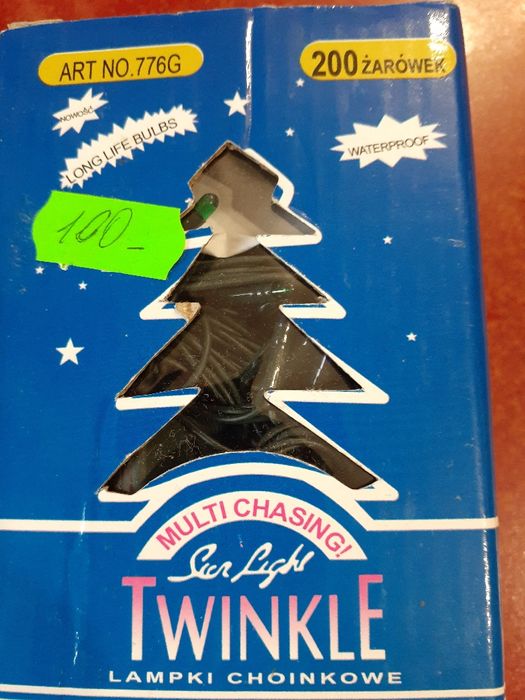 ART NO.776G
200 ŻARÓWEK
NOWOŚĆ
LONG LIFE BULBS
WATERPROOF
100-
MULTI CHASING!
Star Light
TWINKLE
LAMPKI CHOINKOWE